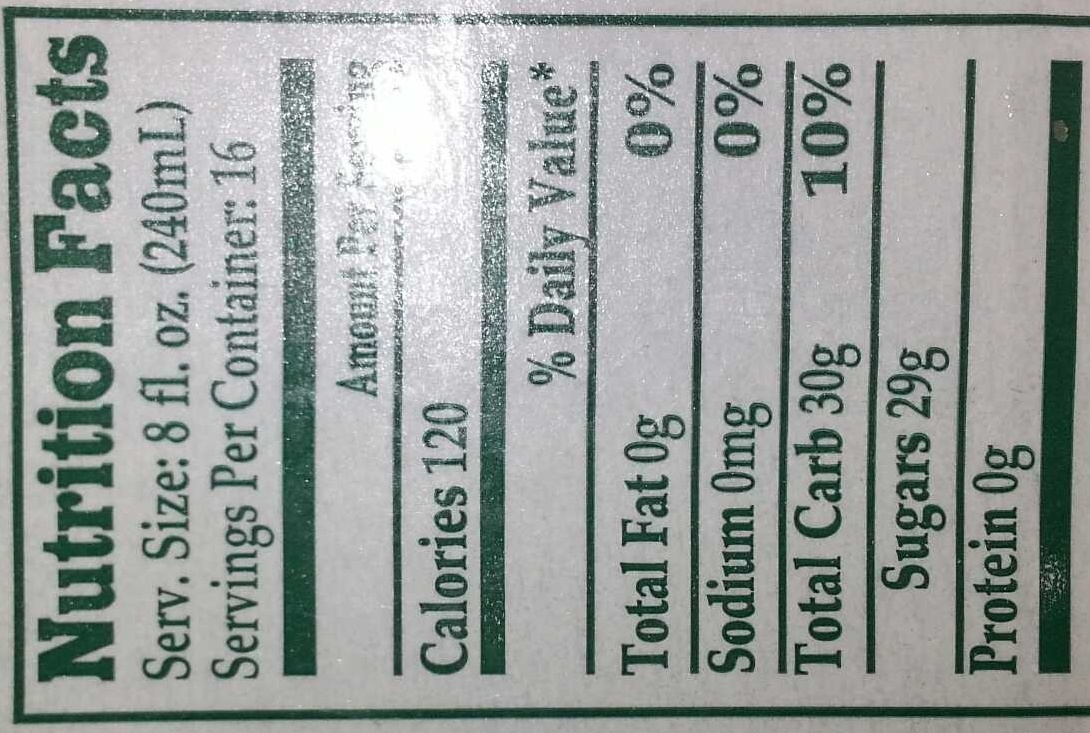 Nutrition Facts
Serv. Size: 8 fl. oz. (240mL)
Servings Per Container: 16
Amount Per Serving
Calories 120
% Daily Value*
Total Fat 0g 0%
Sodium 0mg 0%
Total Carb 30g 10%
Sugars 29g
Protein 0g